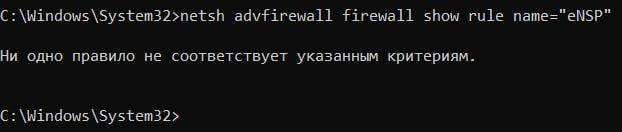 C:\Windows\System32>netsh advfirewall firewall show rule name="eNSP"
Ни одно правило не соответствует указанным критериям.
C:\Windows\System32>